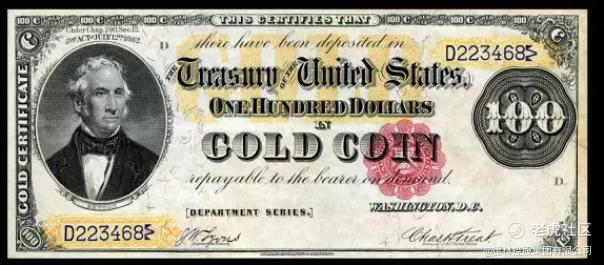 THIS CERTIFIES THAT
Under Chap. 290, Sec. 12.
ACT OF JULY 12TH 1882.
D
there have been deposited in
D223468
the Treasury of the United States,
ONE HUNDRED DOLLARS
100
IN
GOLD COIN
repayable to the bearer on demand.
D
[DEPARTMENT SERIES.]
WASHINGTON, D.C.
D223468
GOLD CERTIFICATE
100
老虎社区